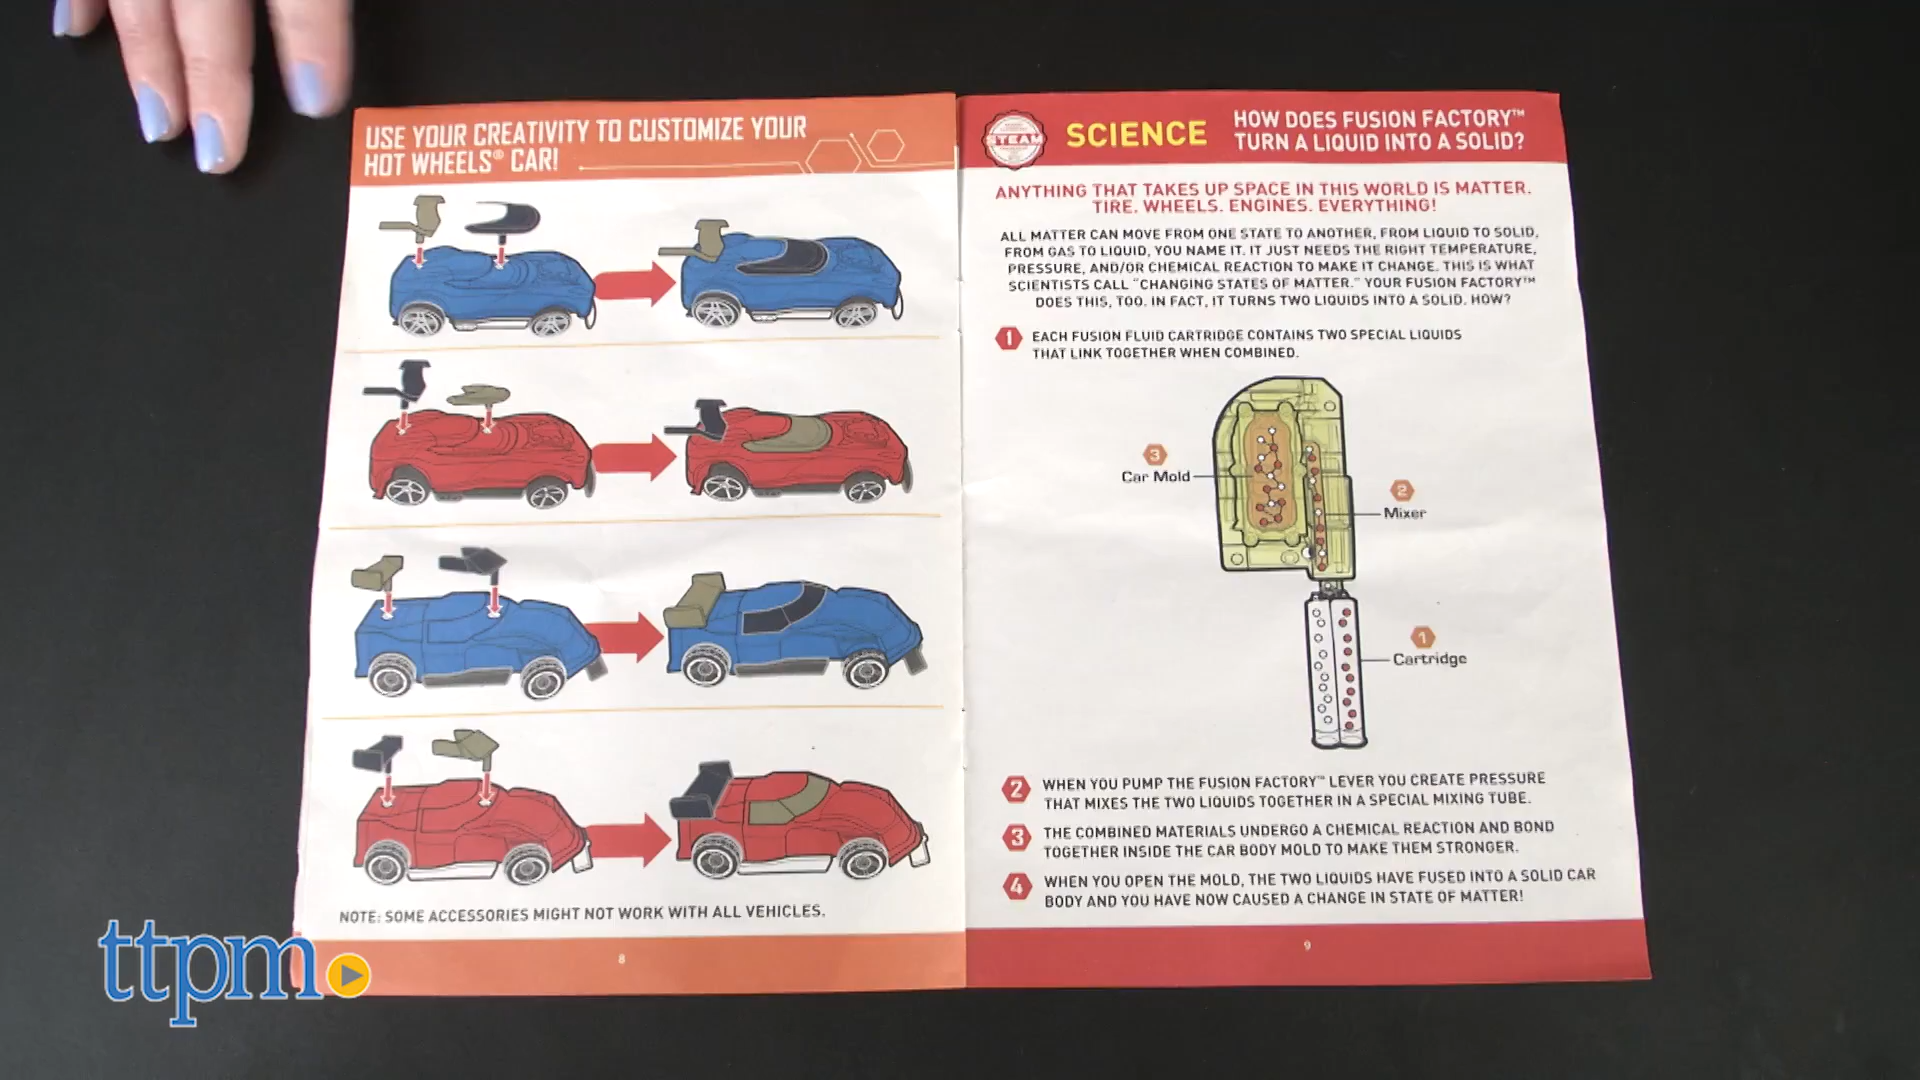 USE YOUR CREATIVITY TO CUSTOMIZE YOUR
HOT WHEELS® CAR!
NOTE: SOME ACCESSORIES MIGHT NOT WORK WITH ALL VEHICLES.
8
STEAM
SCIENCE
HOW DOES FUSION FACTORY™
TURN A LIQUID INTO A SOLID?
ANYTHING THAT TAKES UP SPACE IN THIS WORLD IS MATTER.
TIRE. WHEELS. ENGINES. EVERYTHING!
ALL MATTER CAN MOVE FROM ONE STATE TO ANOTHER, FROM LIQUID TO SOLID,
FROM GAS TO LIQUID, YOU NAME IT. IT JUST NEEDS THE RIGHT TEMPERATURE,
PRESSURE, AND/OR CHEMICAL REACTION TO MAKE IT CHANGE. THIS IS WHAT
SCIENTISTS CALL "CHANGING STATES OF MATTER." YOUR FUSION FACTORY™
DOES THIS, TOO. IN FACT, IT TURNS TWO LIQUIDS INTO A SOLID. HOW?
1 EACH FUSION FLUID CARTRIDGE CONTAINS TWO SPECIAL LIQUIDS
THAT LINK TOGETHER WHEN COMBINED.
3
Car Mold
2
Mixer
1
Cartridge
2 WHEN YOU PUMP THE FUSION FACTORY™ LEVER YOU CREATE PRESSURE
THAT MIXES THE TWO LIQUIDS TOGETHER IN A SPECIAL MIXING TUBE.
3 THE COMBINED MATERIALS UNDERGO A CHEMICAL REACTION AND BOND
TOGETHER INSIDE THE CAR BODY MOLD TO MAKE THEM STRONGER.
4 WHEN YOU OPEN THE MOLD, THE TWO LIQUIDS HAVE FUSED INTO A SOLID CAR
BODY AND YOU HAVE NOW CAUSED A CHANGE IN STATE OF MATTER!
9
ttpm